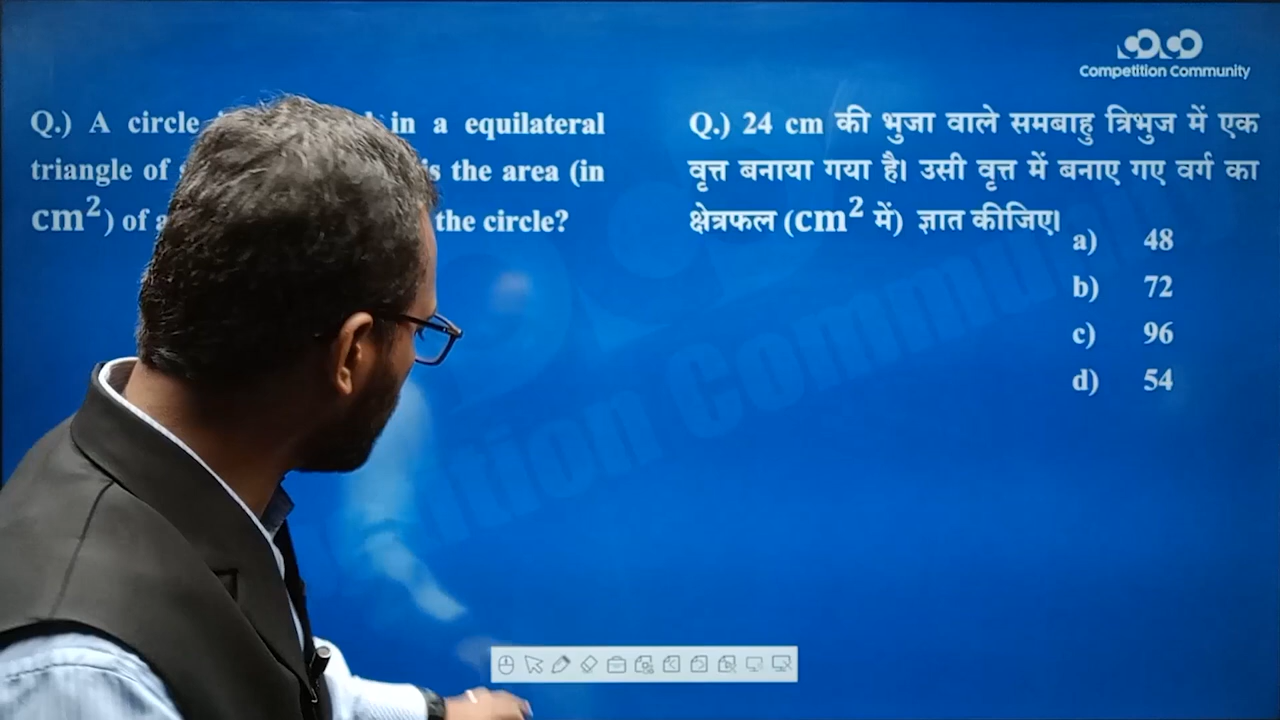 Competition Community
Q.) A circle in a equilateral
triangle of s the area (in
cm²) of a the circle?
Q.) 24 cm की भुजा वाले समबाहु त्रिभुज में एक
वृत्त बनाया गया है। उसी वृत्त में बनाए गए वर्ग का
क्षेत्रफल (cm² में) ज्ञात कीजिए।
a) 48
b) 72
c) 96
d) 54